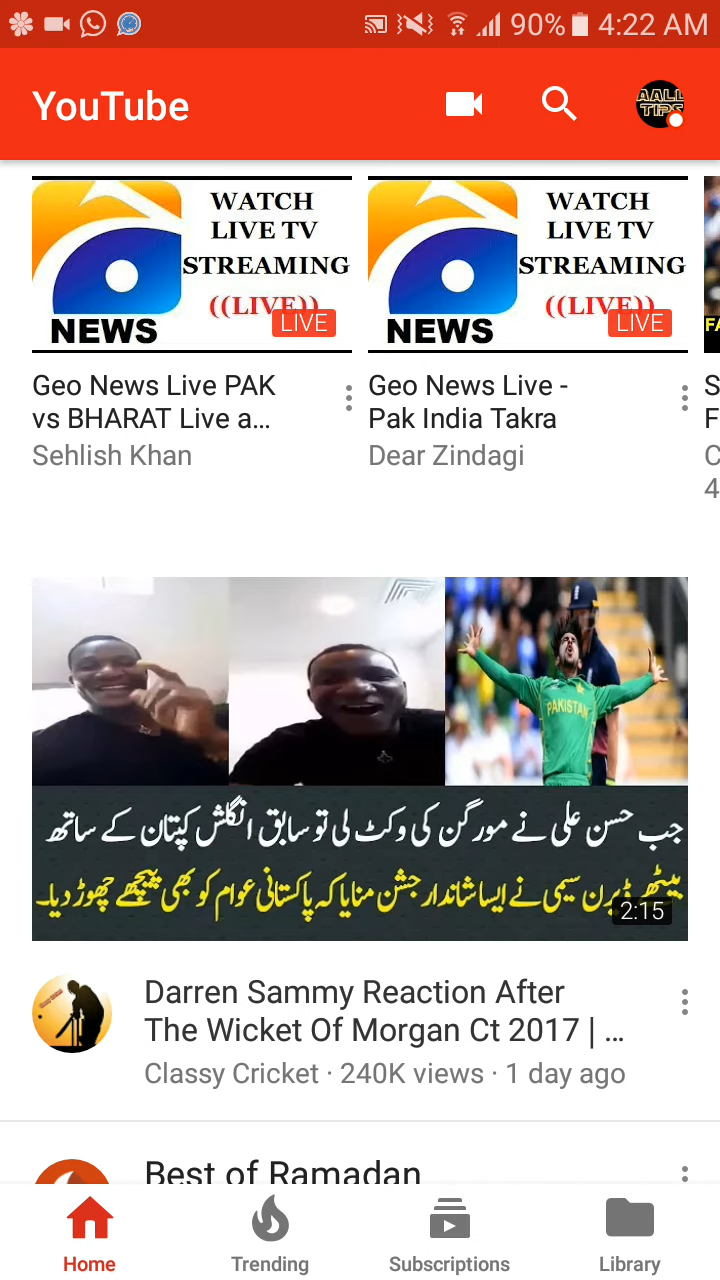 90% 4:22 AM
YouTube
AALL
TIPS
WATCH
LIVE TV
STREAMING
((LIVE))
LIVE
NEWS
WATCH
LIVE TV
STREAMING
((LIVE))
LIVE
NEWS
Geo News Live PAK
vs BHARAT Live a...
Sehlish Khan
Geo News Live -
Pak India Takra
Dear Zindagi
FA
S
F
C
4
PAKISTAN
جب حسن علی نے مورگن کی وکٹ لی تو سابق انگلش کپتان کے ساتھ
بیٹھے ڈیرن سیمی نے ایسا شاندار جشن منایا کہ پاکستانی عوام کو بھی پیچھے چھوڑ دیا۔
2:15
Darren Sammy Reaction After
The Wicket Of Morgan Ct 2017 | ...
Classy Cricket · 240K views · 1 day ago
Best of Ramadan
Home
Trending
Subscriptions
Library